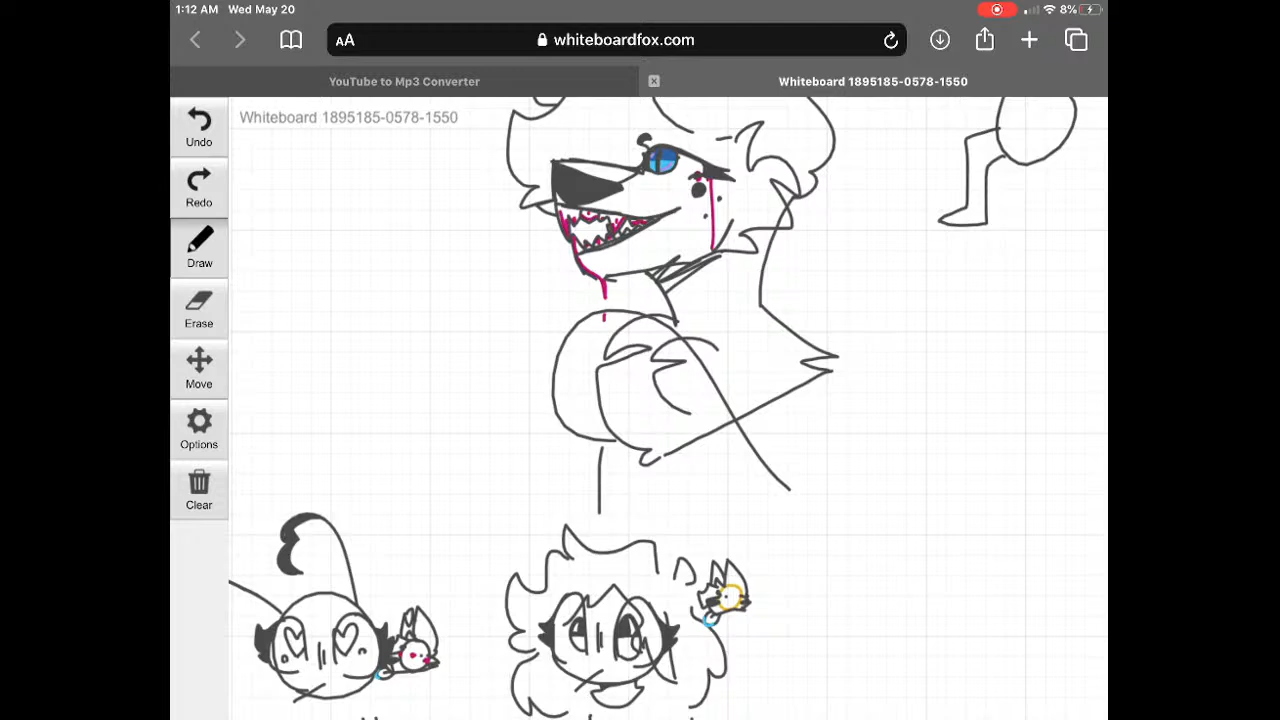 1:12 AM Wed May 20
8%
AA
whiteboardfox.com
YouTube to Mp3 Converter
Whiteboard 1895185-0578-1550
Whiteboard 1895185-0578-1550
Undo
Redo
Draw
Erase
Move
Options
Clear